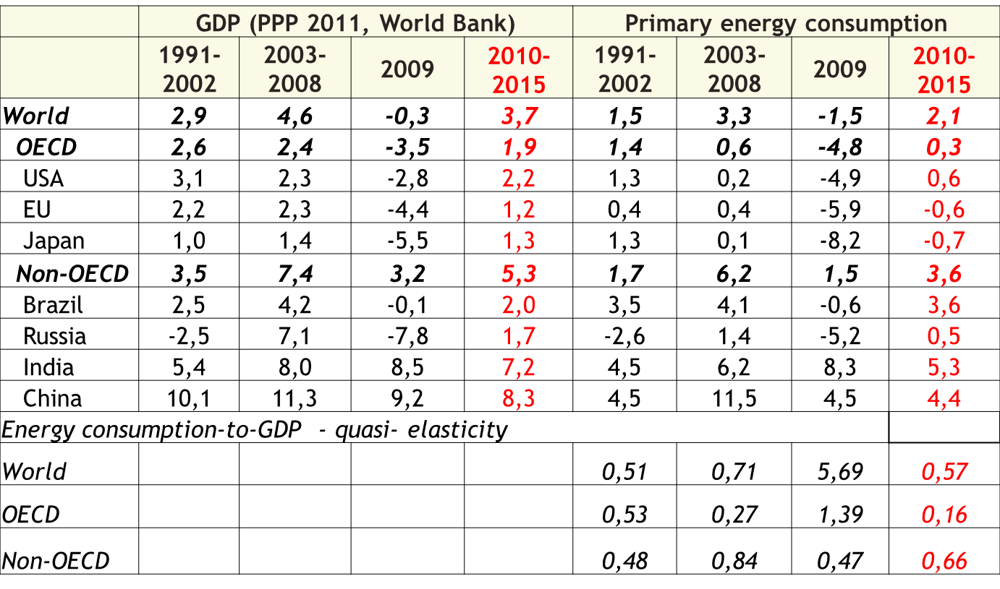 GDP (PPP 2011, World Bank) Primary energy consumption
1991-2002 2003-2008 2009 2010-2015 1991-2002 2003-2008 2009 2010-2015
World 2,9 4,6 -0,3 3,7 1,5 3,3 -1,5 2,1
OECD 2,6 2,4 -3,5 1,9 1,4 0,6 -4,8 0,3
USA 3,1 2,3 -2,8 2,2 1,3 0,2 -4,9 0,6
EU 2,2 2,3 -4,4 1,2 0,4 0,4 -5,9 -0,6
Japan 1,0 1,4 -5,5 1,3 1,3 0,1 -8,2 -0,7
Non-OECD 3,5 7,4 3,2 5,3 1,7 6,2 1,5 3,6
Brazil 2,5 4,2 -0,1 2,0 3,5 4,1 -0,6 3,6
Russia -2,5 7,1 -7,8 1,7 -2,6 1,4 -5,2 0,5
India 5,4 8,0 8,5 7,2 4,5 6,2 8,3 5,3
China 10,1 11,3 9,2 8,3 4,5 11,5 4,5 4,4
Energy consumption-to-GDP - quasi- elasticity
World 0,51 0,71 5,69 0,57
OECD 0,53 0,27 1,39 0,16
Non-OECD 0,48 0,84 0,47 0,66